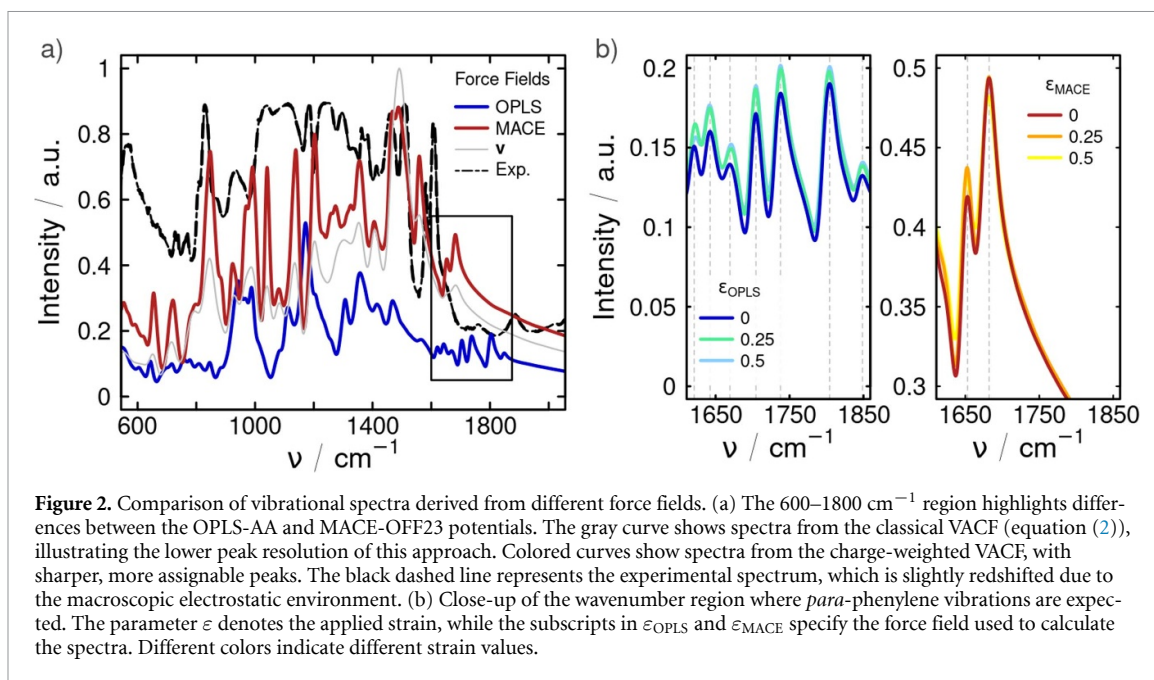 a)
Intensity / a.u.
1
0.8
0.6
0.4
0.2
0
600
1000
1400
1800
ν / cm⁻¹
Force Fields
OPLS
MACE
v
Exp.
b)
Intensity / a.u.
0.2
0.15
0.1
0.05
0
1650
1750
1850
ν / cm⁻¹
εOPLS
0
0.25
0.5
Intensity / a.u.
0.5
0.45
0.4
0.35
0.3
1650
1750
1850
ν / cm⁻¹
εMACE
0
0.25
0.5
Figure 2. Comparison of vibrational spectra derived from different force fields. (a) The 600–1800 cm⁻¹ region highlights differ-
ences between the OPLS-AA and MACE-OFF23 potentials. The gray curve shows spectra from the classical VACF (equation (2)),
illustrating the lower peak resolution of this approach. Colored curves show spectra from the charge-weighted VACF, with
sharper, more assignable peaks. The black dashed line represents the experimental spectrum, which is slightly redshifted due to
the macroscopic electrostatic environment. (b) Close-up of the wavenumber region where para-phenylene vibrations are expec-
ted. The parameter ε denotes the applied strain, while the subscripts in εOPLS and εMACE specify the force field used to calculate
the spectra. Different colors indicate different strain values.